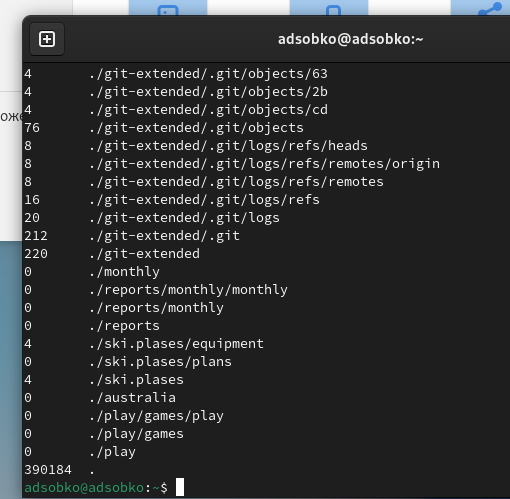 adsobko@adsobko:~
4 ./git-extended/.git/objects/63
4 ./git-extended/.git/objects/2b
4 ./git-extended/.git/objects/cd
76 ./git-extended/.git/objects
8 ./git-extended/.git/logs/refs/heads
8 ./git-extended/.git/logs/refs/remotes/origin
8 ./git-extended/.git/logs/refs/remotes
16 ./git-extended/.git/logs/refs
20 ./git-extended/.git/logs
212 ./git-extended/.git
220 ./git-extended
0 ./monthly
0 ./reports/monthly/monthly
0 ./reports/monthly
0 ./reports
4 ./ski.plases/equipment
0 ./ski.plases/plans
4 ./ski.plases
0 ./australia
0 ./play/games/play
0 ./play/games
0 ./play
390184 .
adsobko@adsobko:~$